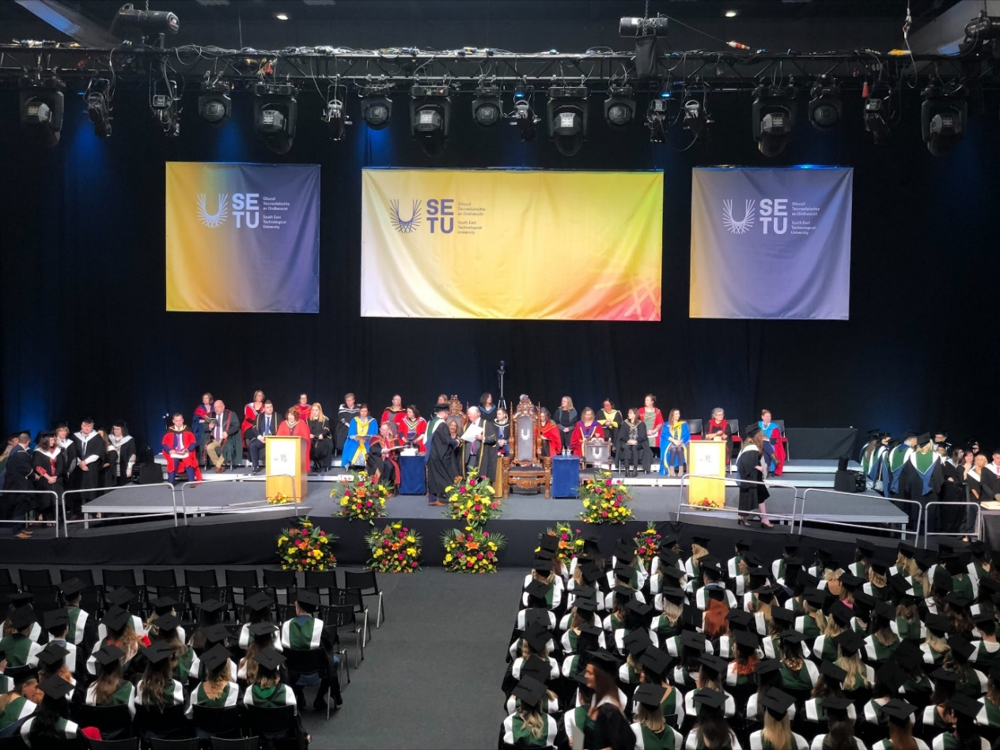 SE
TU
Ollscoil
Teicneolaíochta
an Oirdheiscirt
South East
Technological
University
SE
TU
Ollscoil
Teicneolaíochta
an Oirdheiscirt
South East
Technological
University
SE
TU
Ollscoil
Teicneolaíochta
an Oirdheiscirt
South East
Technological
University